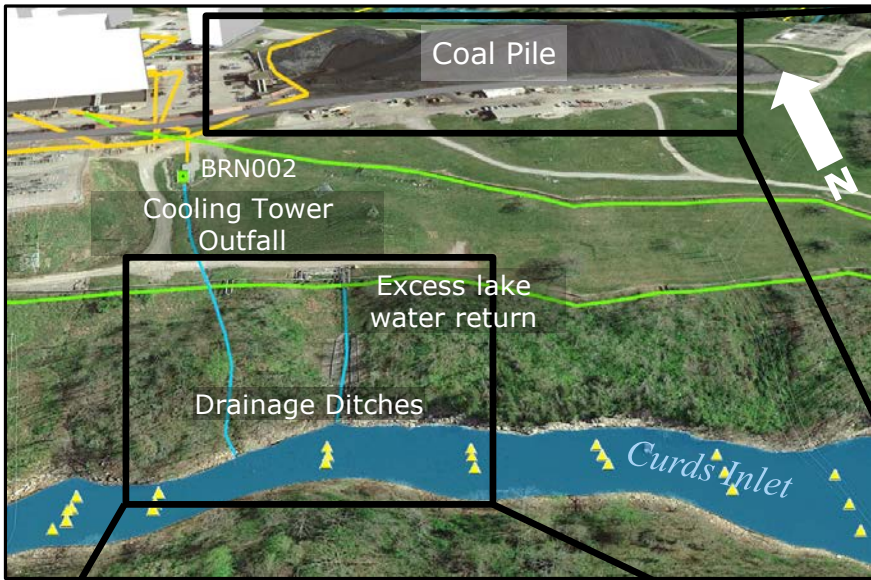 Coal Pile
N
BRN002
Cooling Tower
Outfall
Excess lake
water return
Drainage Ditches
Curds Inlet